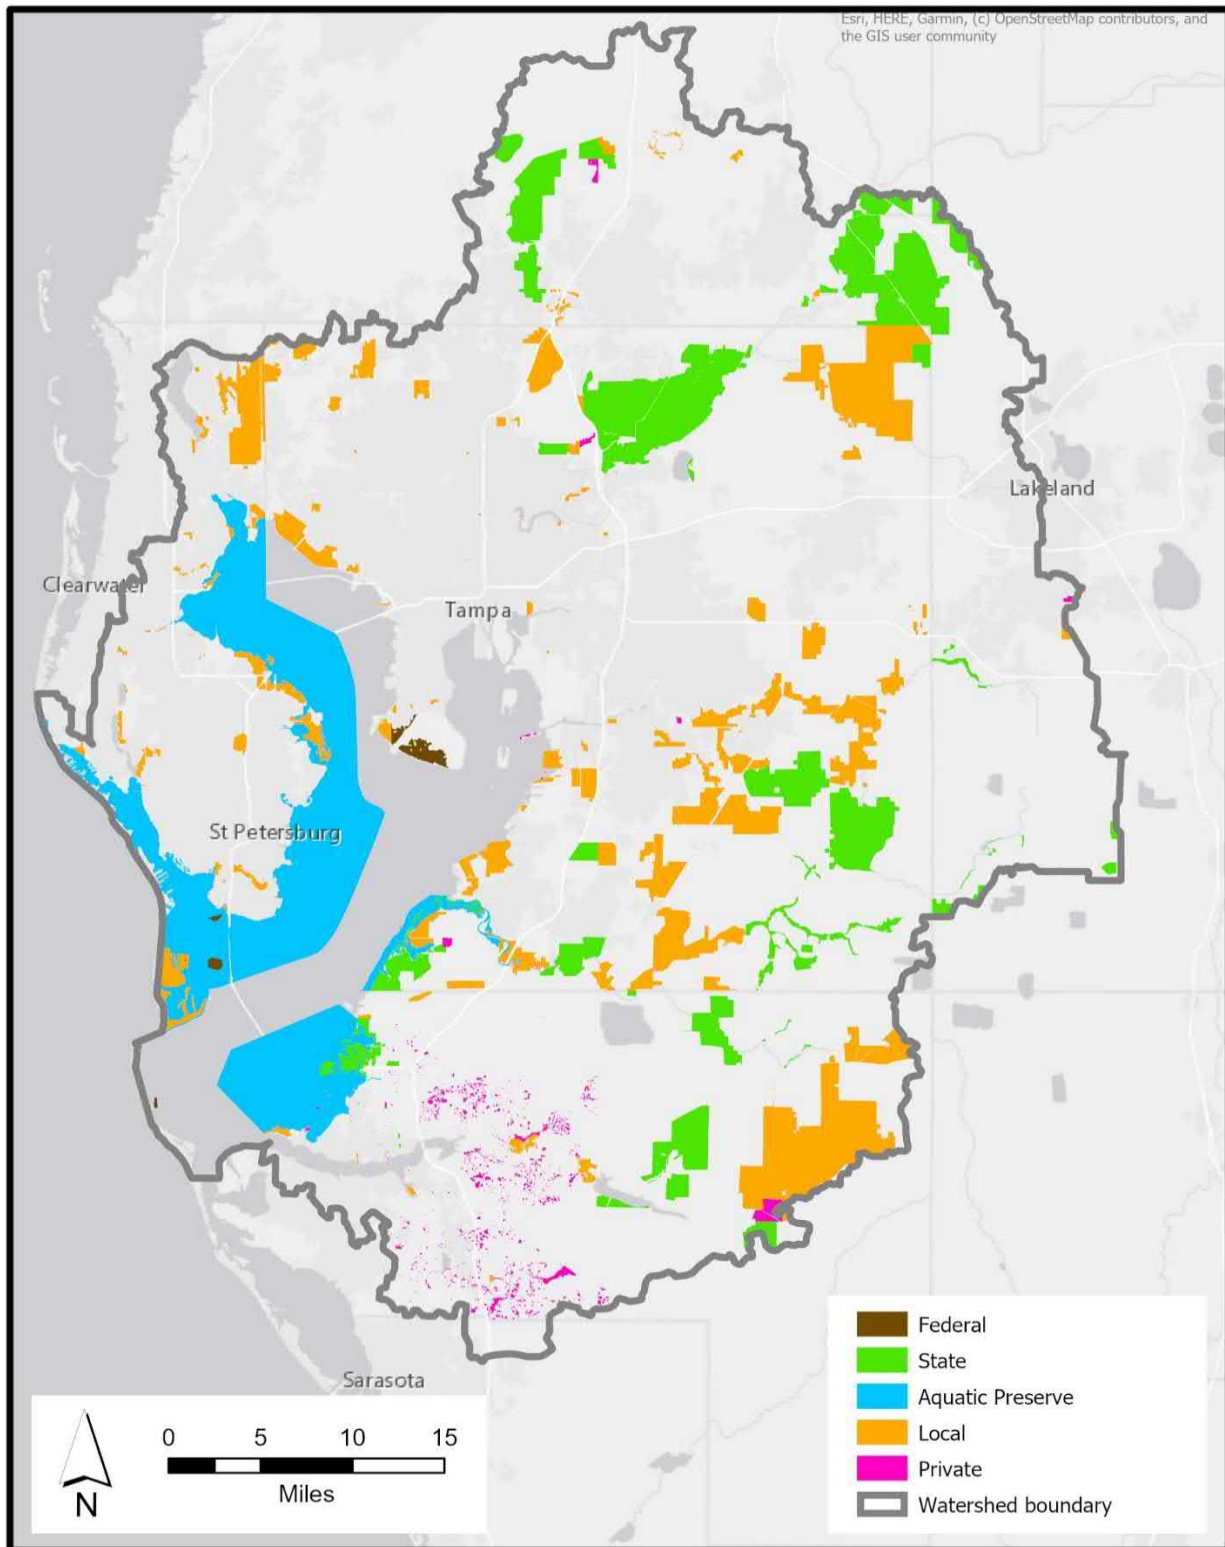 Esri, HERE, Garmin, (c) OpenStreetMap contributors, and
the GIS user community
Lakeland
Clearwater
Tampa
St Petersburg
Sarasota
0 5 10 15
Miles
N
Federal
State
Aquatic Preserve
Local
Private
Watershed boundary